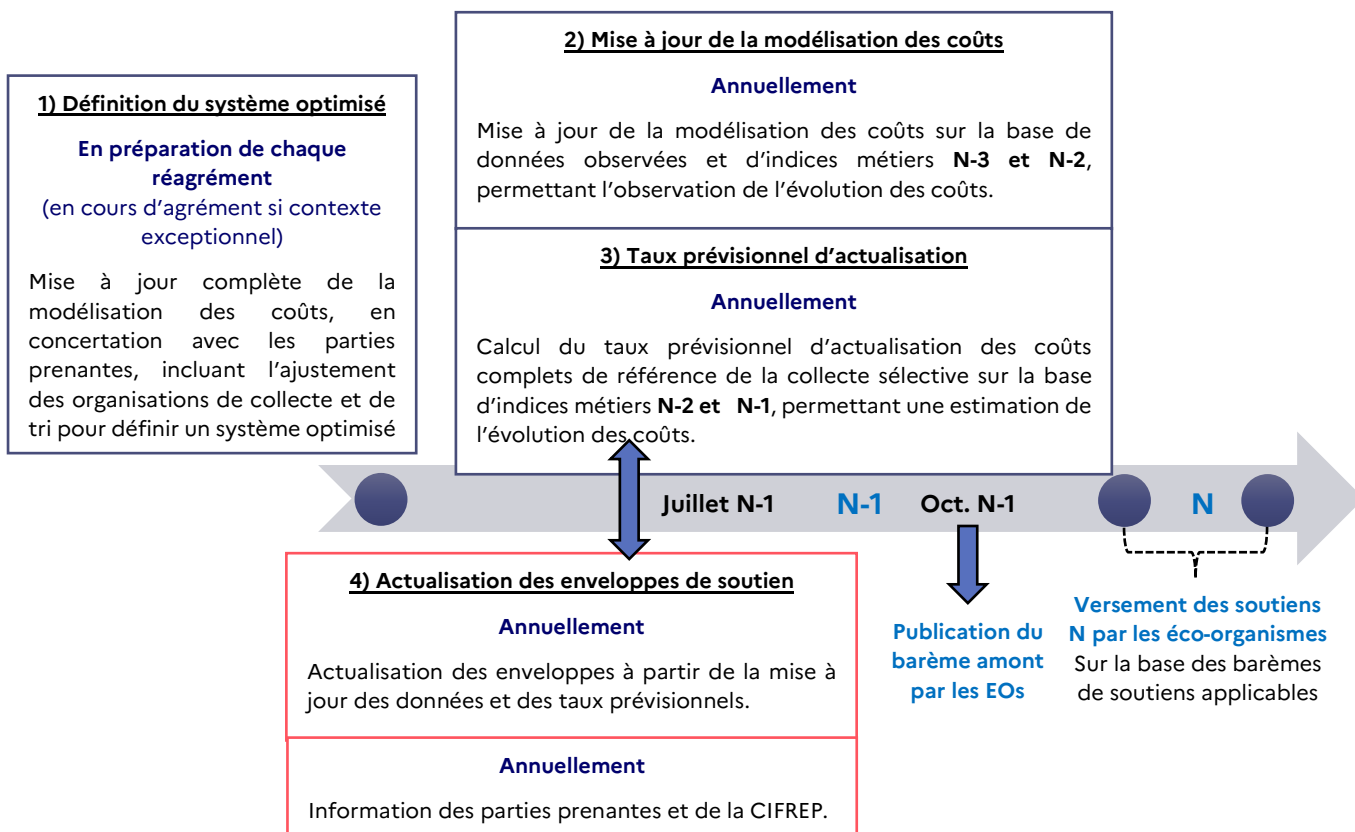 1) Définition du système optimisé
En préparation de chaque
réagrément
(en cours d'agrément si contexte
exceptionnel)
Mise à jour complète de la
modélisation des coûts, en
concertation avec les parties
prenantes, incluant l'ajustement
des organisations de collecte et de
tri pour définir un système optimisé
2) Mise à jour de la modélisation des coûts
Annuellement
Mise à jour de la modélisation des coûts sur la base de
données observées et d'indices métiers N-3 et N-2,
permettant l'observation de l'évolution des coûts.
3) Taux prévisionnel d'actualisation
Annuellement
Calcul du taux prévisionnel d'actualisation des coûts
complets de référence de la collecte sélective sur la base
d'indices métiers N-2 et N-1, permettant une estimation de
l'évolution des coûts.
Juillet N-1 N-1 Oct. N-1 N
4) Actualisation des enveloppes de soutien
Annuellement
Actualisation des enveloppes à partir de la mise à
jour des données et des taux prévisionnels.
Annuellement
Information des parties prenantes et de la CIFREP.
Publication du
barème amont
par les EOs
Versement des soutiens
N par les éco-organismes
Sur la base des barèmes
de soutiens applicables